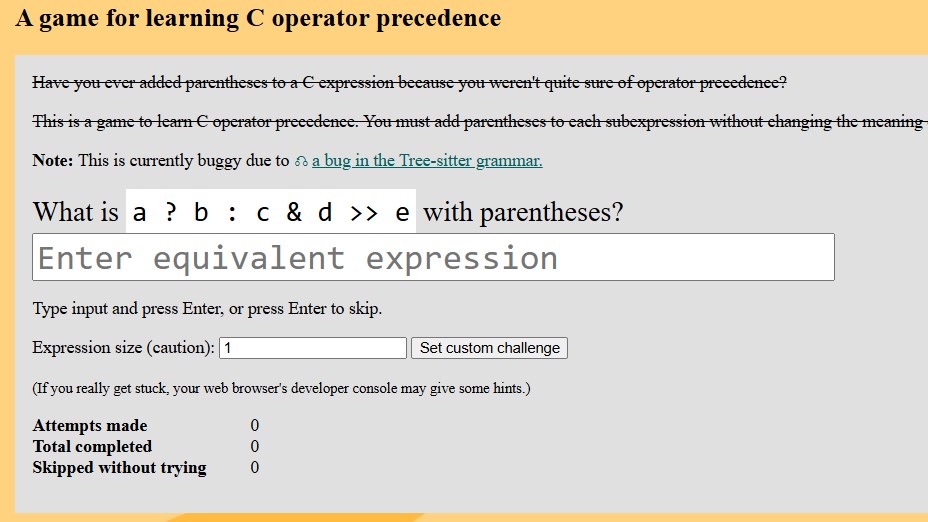 A game for learning C operator precedence
Have you ever added parentheses to a C expression because you weren't quite sure of operator precedence?
This is a game to learn C operator precedence. You must add parentheses to each subexpression without changing the meaning
Note: This is currently buggy due to a bug in the Tree-sitter grammar.
What is a ? b : c & d >> e with parentheses?
Enter equivalent expression
Type input and press Enter, or press Enter to skip.
Expression size (caution): 1 Set custom challenge
(If you really get stuck, your web browser's developer console may give some hints.)
Attempts made 0
Total completed 0
Skipped without trying 0